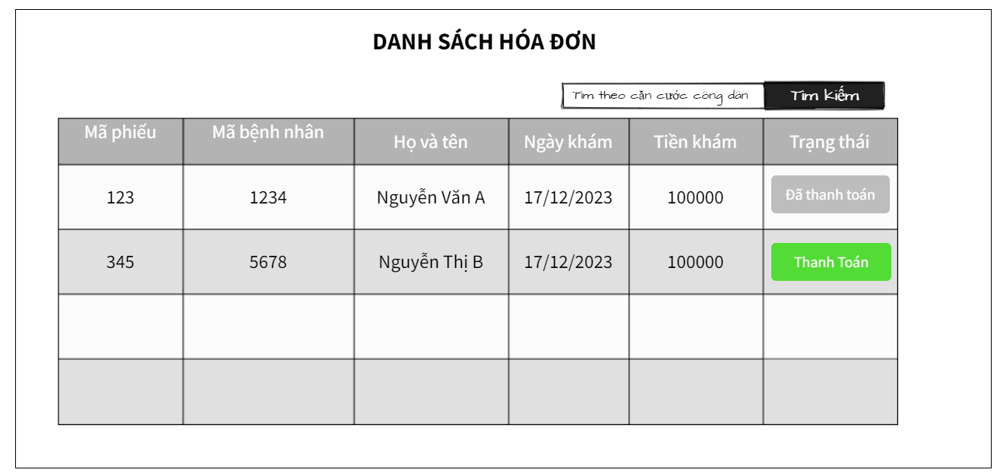 DANH SÁCH HÓA ĐƠN
Tìm theo căn cước công dân Tìm kiếm
Mã phiếu Mã bệnh nhân Họ và tên Ngày khám Tiền khám Trạng thái
123 1234 Nguyễn Văn A 17/12/2023 100000 Đã thanh toán
345 5678 Nguyễn Thị B 17/12/2023 100000 Thanh Toán